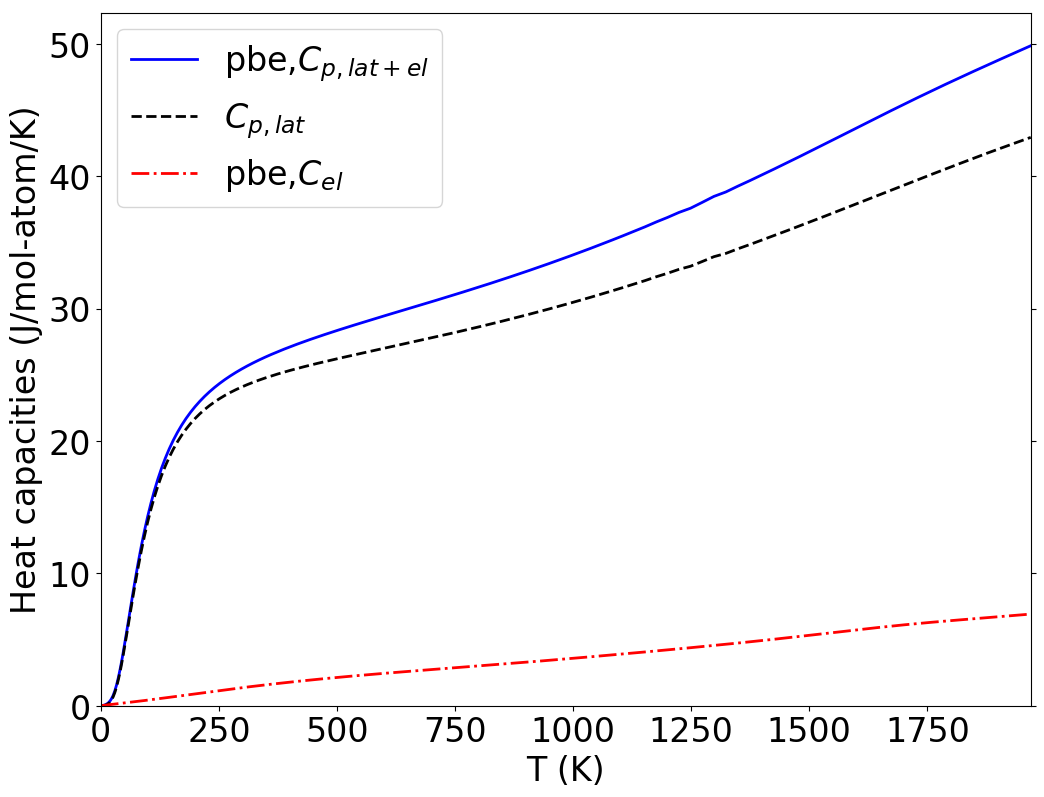 50
40
30
20
10
0
Heat capacities (J/mol-atom/K)
pbe,C_{p,lat+el}
C_{p,lat}
pbe,C_{el}
0 250 500 750 1000 1250 1500 1750
T (K)